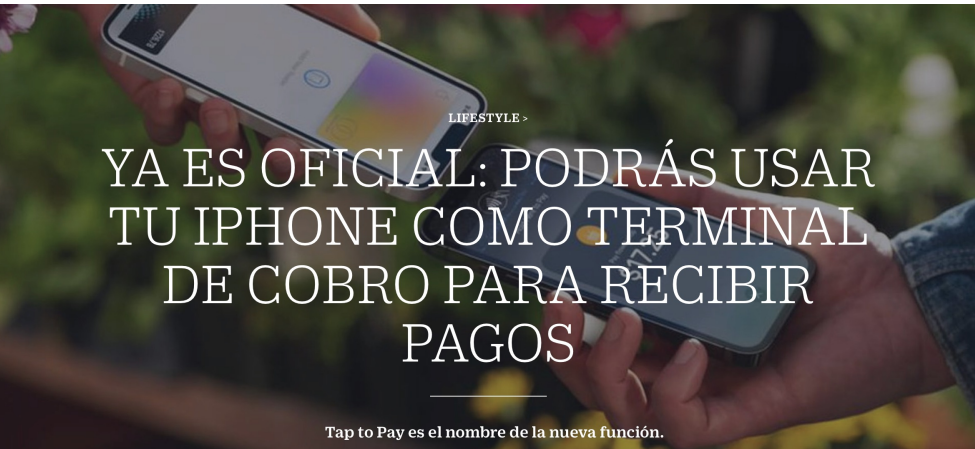 LIFESTYLE >
YA ES OFICIAL: PODRÁS USAR
TU IPHONE COMO TERMINAL
DE COBRO PARA RECIBIR
PAGOS
Tap to Pay es el nombre de la nueva función.